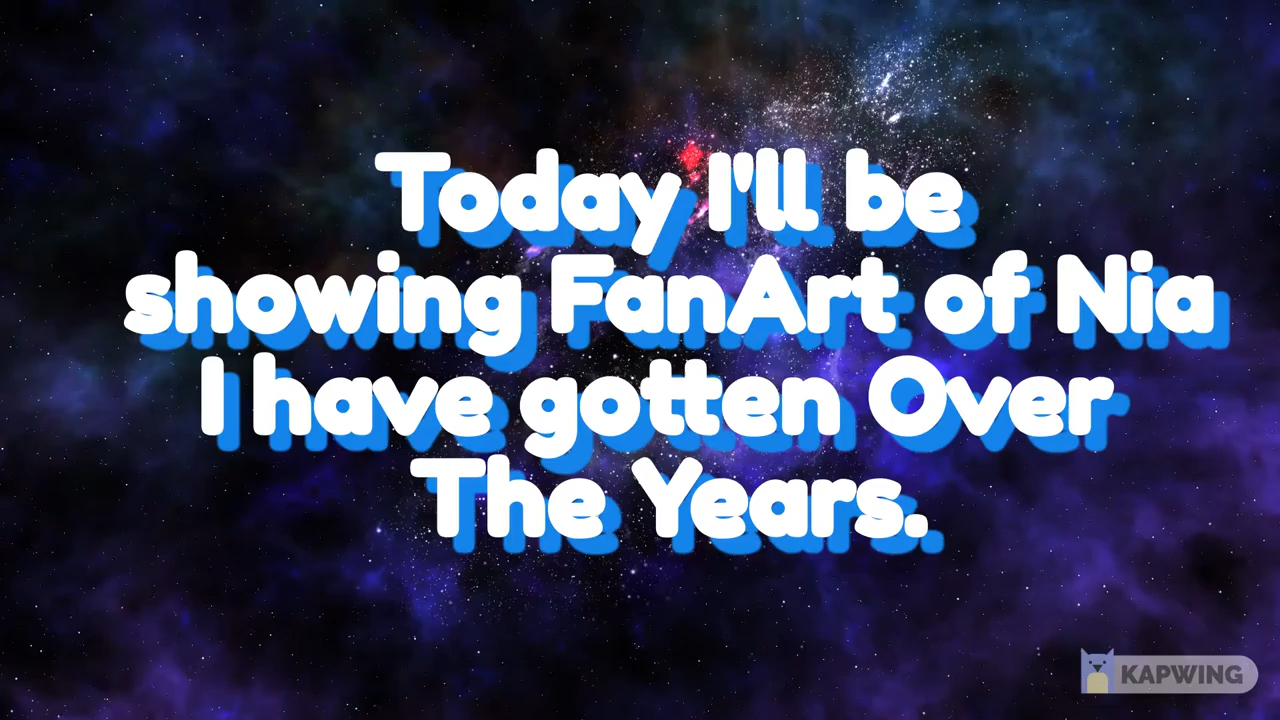 Today I'll be
showing FanArt of Nia
I have gotten Over
The Years.
KAPWING